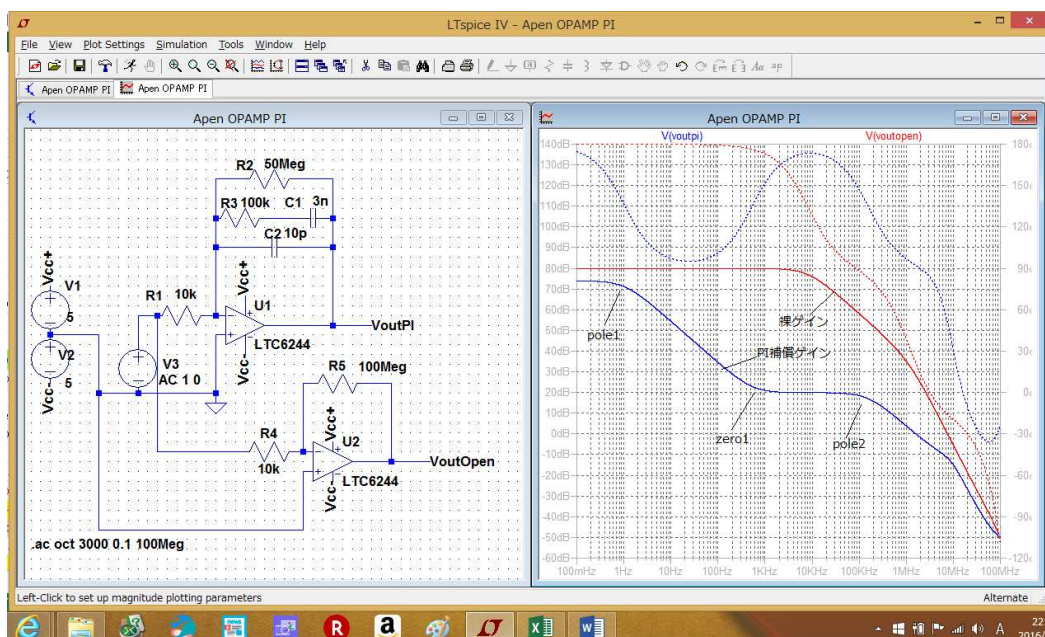 LTspice IV - Apen OPAMP PI
File View Plot Settings Simulation Tools Window Help
Apen OPAMP PI
Apen OPAMP PI
Apen OPAMP PI
R2 50Meg
R3 100k C1 3n
C2 10p
Vcc+
V1
5
V2
5
Vcc-
R1 10k
Vcc+
U1
LTC6244
Vcc-
VoutPI
V3
AC 1 0
R5 100Meg
Vcc+
R4
10k
U2
LTC6244
Vcc-
VoutOpen
.ac oct 3000 0.1 100Meg
Apen OPAMP PI
V(voutpi) V(voutopen)
140dB
130dB
120dB
110dB
100dB
90dB
80dB
70dB
60dB
50dB
40dB
30dB
20dB
10dB
0dB
-10dB
-20dB
-30dB
-40dB
-50dB
-60dB
180
150
120
90
60
30
0
-30
-60
-90
-120
pole1
裸ゲイン
PI補償ゲイン
zero1
pole2
100mHz 1Hz 10Hz 100Hz 1KHz 10KHz 100KHz 1MHz 10MHz 100MHz
Left-Click to set up magnitude plotting parameters
Alternate
A
22
2016